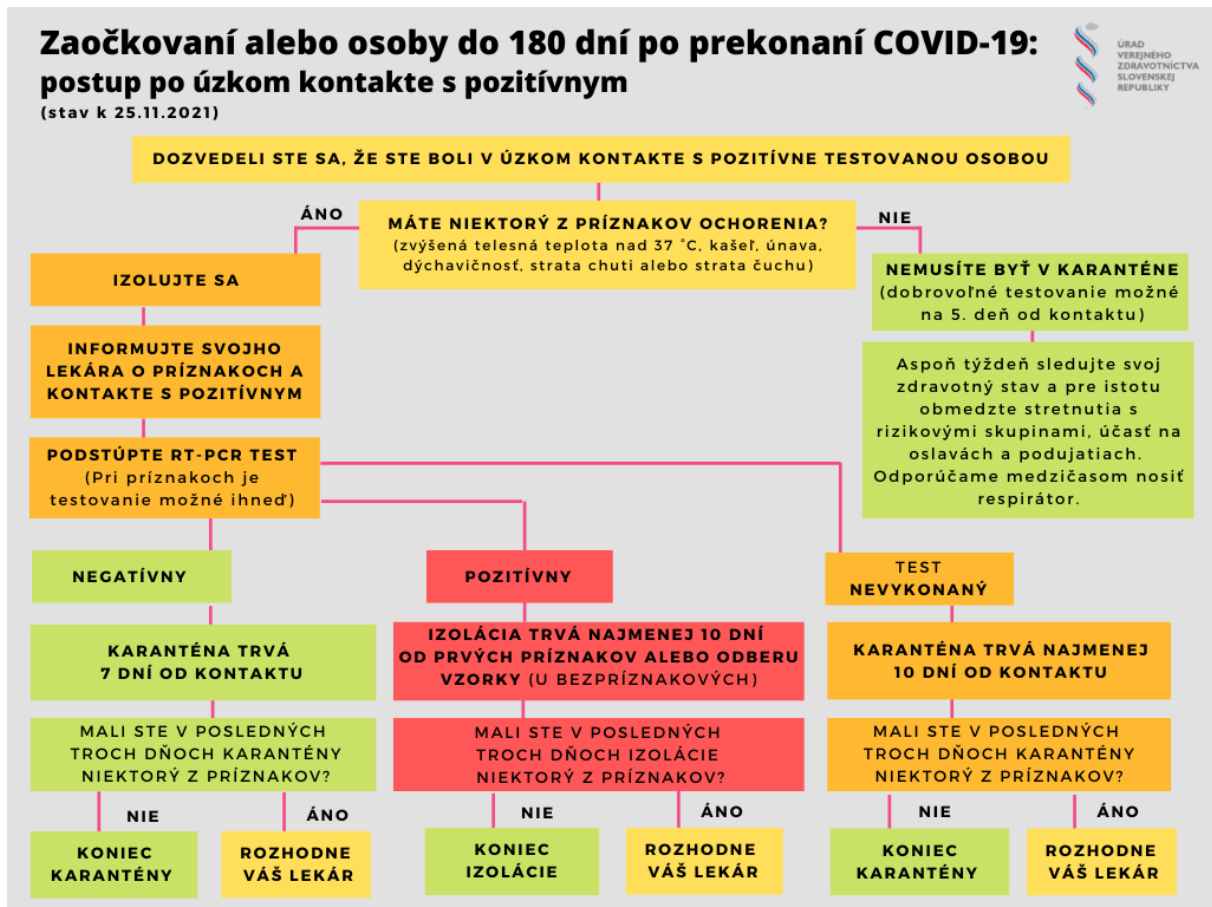 Zaočkovaní alebo osoby do 180 dní po prekonaní COVID-19:
postup po úzkom kontakte s pozitívnym
(stav k 25.11.2021)
ÚRAD
VEREJNÉHO
ZDRAVOTNÍCTVA
SLOVENSKEJ
REPUBLIKY
DOZVEDELI STE SA, ŽE STE BOLI V ÚZKOM KONTAKTE S POZITÍVNE TESTOVANOU OSOBOU
MÁTE NIEKTORÝ Z PRÍZNAKOV OCHORENIA?
(zvýšená telesná teplota nad 37 °C, kašeľ, únava,
dýchavičnosť, strata chuti alebo strata čuchu)
ÁNO
NIE
IZOLUJTE SA
INFORMUJTE SVOJHO
LEKÁRA O PRÍZNAKOCH A
KONTAKTE S POZITÍVNYM
PODSTÚPTE RT-PCR TEST
(Pri príznakoch je
testovanie možné ihneď)
NEMUSÍTE BYŤ V KARANTÉNE
(dobrovoľné testovanie možné
na 5. deň od kontaktu)
Aspoň týždeň sledujte svoj
zdravotný stav a pre istotu
obmedzte stretnutia s
rizikovými skupinami, účasť na
oslavách a podujatiach.
Odporúčame medzičasom nosiť
respirátor.
NEGATÍVNY
KARANTÉNA TRVÁ
7 DNÍ OD KONTAKTU
MALI STE V POSLEDNÝCH
TROCH DŇOCH KARANTÉNY
NIEKTORÝ Z PRÍZNAKOV?
NIE
ÁNO
KONIEC
KARANTÉNY
ROZHODNE
VÁŠ LEKÁR
POZITÍVNY
IZOLÁCIA TRVÁ NAJMENEJ 10 DNÍ
OD PRVÝCH PRÍZNAKOV ALEBO ODBERU
VZORKY (U BEZPRÍZNAKOVÝCH)
MALI STE V POSLEDNÝCH
TROCH DŇOCH IZOLÁCIE
NIEKTORÝ Z PRÍZNAKOV?
NIE
ÁNO
KONIEC
IZOLÁCIE
ROZHODNE
VÁŠ LEKÁR
TEST
NEVYKONANÝ
KARANTÉNA TRVÁ NAJMENEJ
10 DNÍ OD KONTAKTU
MALI STE V POSLEDNÝCH
TROCH DŇOCH KARANTÉNY
NIEKTORÝ Z PRÍZNAKOV?
NIE
ÁNO
KONIEC
KARANTÉNY
ROZHODNE
VÁŠ LEKÁR